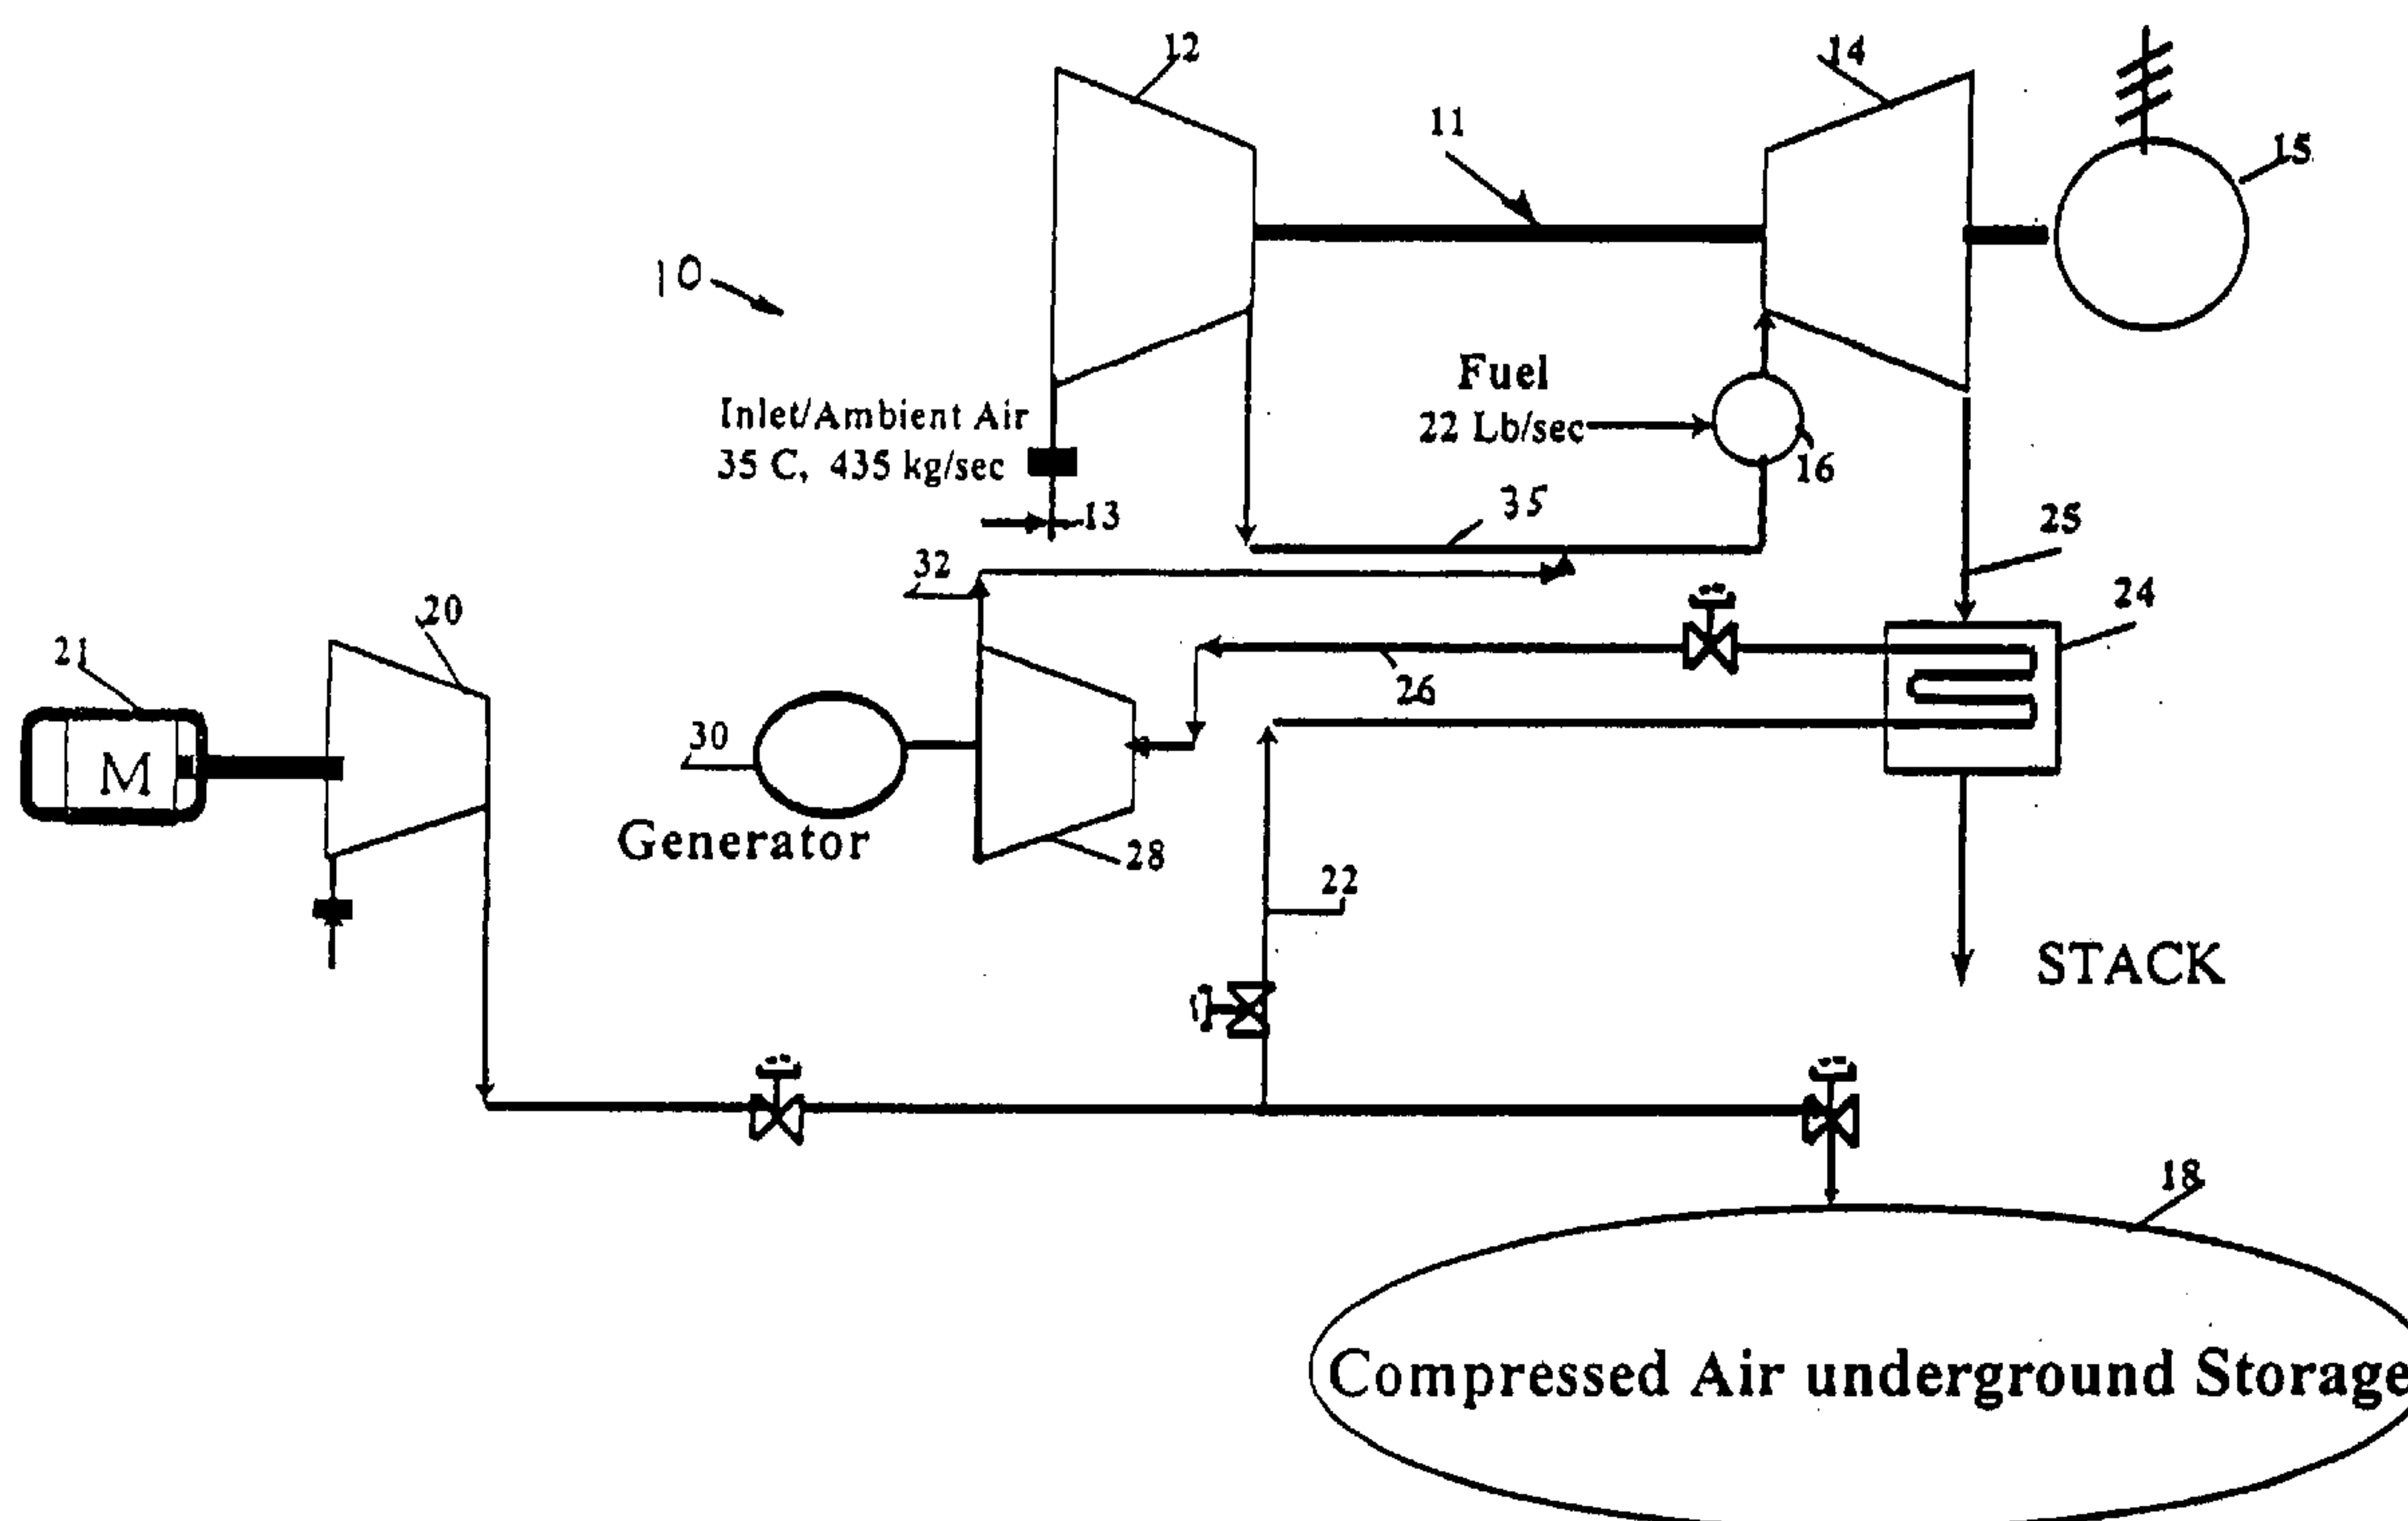 12
14
11
15
10
Fuel
22 Lb/sec
16
Inlet/Ambient Air
35 C, 435 kg/sec
13
35
25
32
24
20
21
26
30
M
Generator
28
22
STACK
18
Compressed Air underground Storage